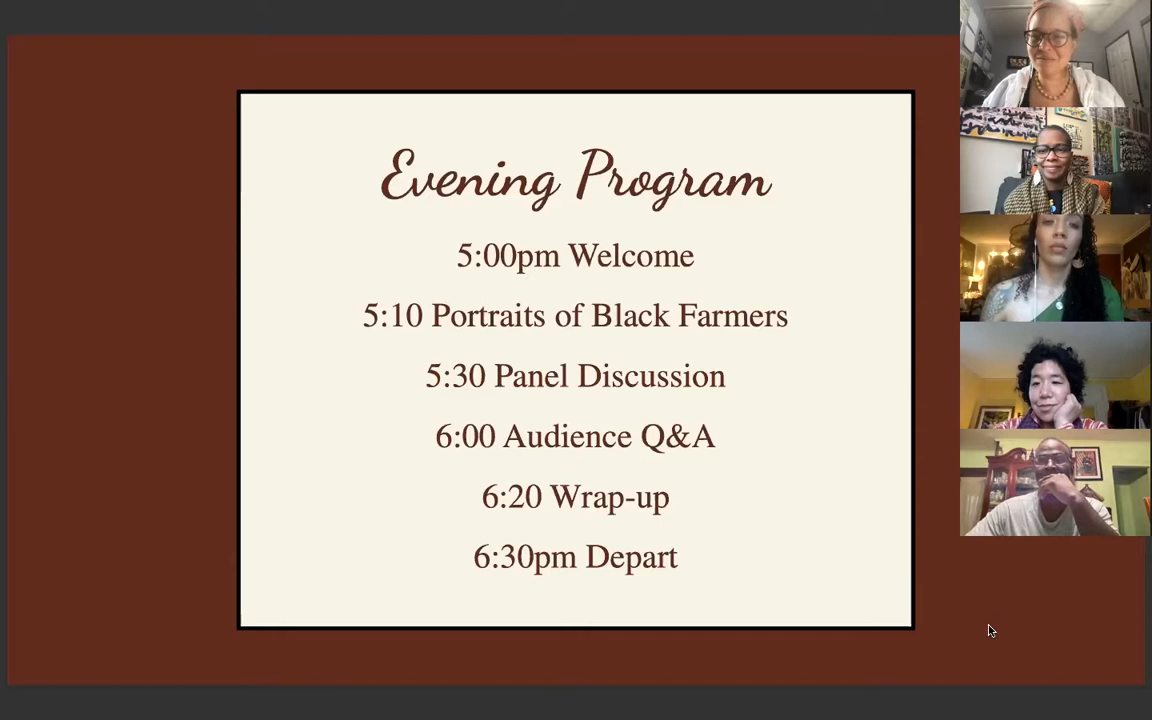 Evening Program
5:00pm Welcome
5:10 Portraits of Black Farmers
5:30 Panel Discussion
6:00 Audience Q&A
6:20 Wrap-up
6:30pm Depart